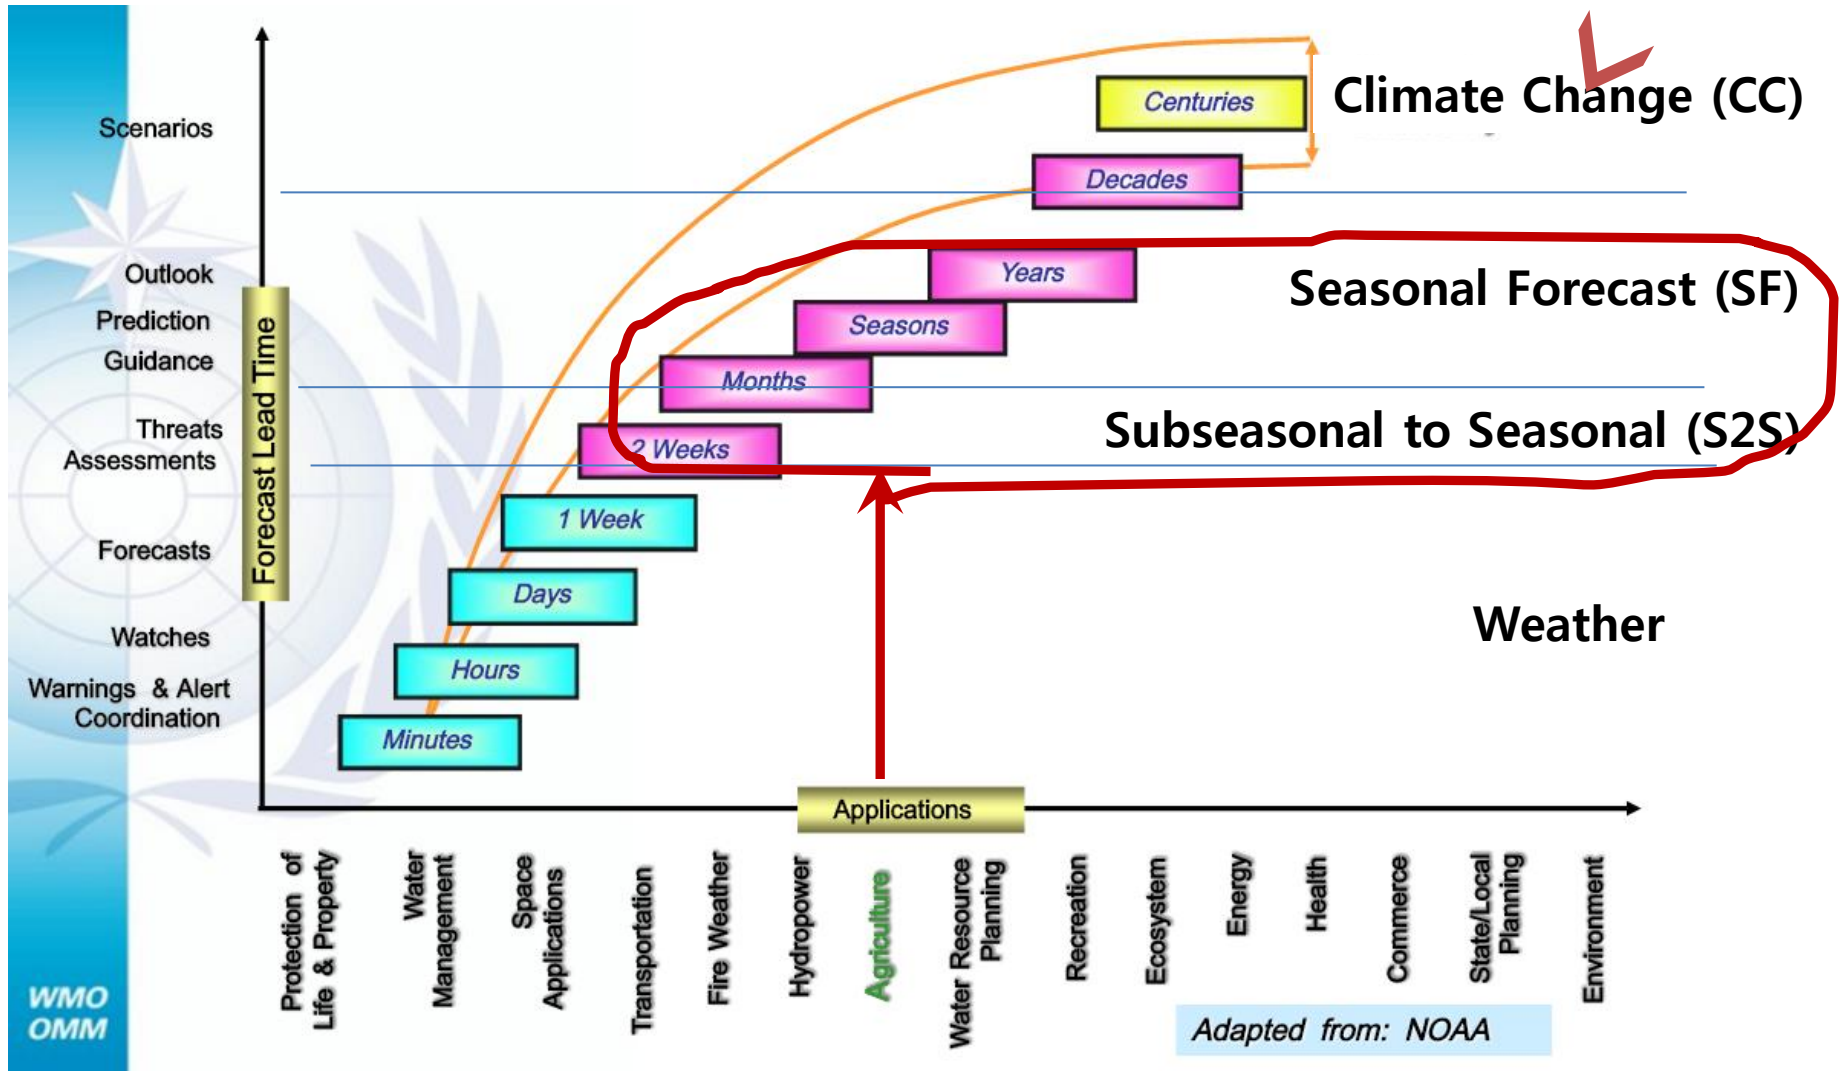 Climate Change (CC)
Centuries
Scenarios
Decades
Outlook
Years
Seasonal Forecast (SF)
Prediction
Seasons
Guidance
Months
Forecast Lead Time
Threats
Assessments
2 Weeks
Subseasonal to Seasonal (S2S)
1 Week
Forecasts
Days
Watches
Weather
Hours
Warnings & Alert
Coordination
Minutes
Applications
Protection of
Life & Property
Water
Management
Space
Applications
Transportation
Fire Weather
Hydropower
Agriculture
Water Resource
Planning
Recreation
Ecosystem
Energy
Health
Commerce
State/Local
Planning
Environment
WMO
OMM
Adapted from: NOAA